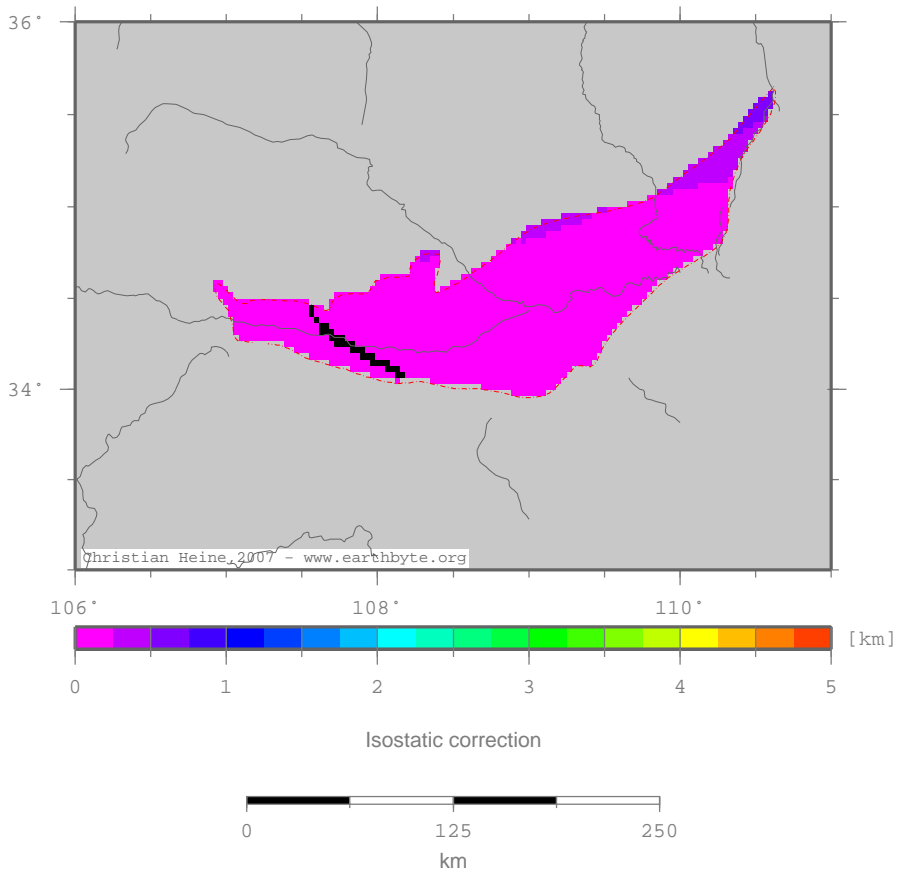 36°
34°
Christian Heine,2007 - www.earthbyte.org
106° 108° 110°
[km]
0 1 2 3 4 5
Isostatic correction
0 125 250
km